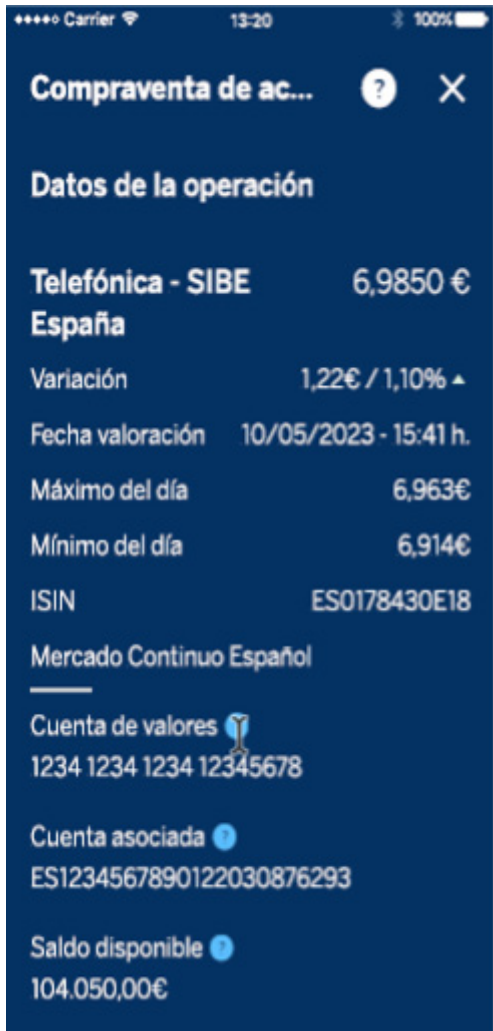 Carrier 13:20 100%
Compraventa de ac... ?
Datos de la operación
Telefónica - SIBE 6,9850 €
España
Variación 1,22€ / 1,10%
Fecha valoración 10/05/2023 - 15:41 h.
Máximo del día 6,963€
Mínimo del día 6,914€
ISIN ES0178430E18
Mercado Continuo Español
Cuenta de valores
1234 1234 1234 12345678
Cuenta asociada ?
ES1234567890122030876293
Saldo disponible ?
104.050,00€